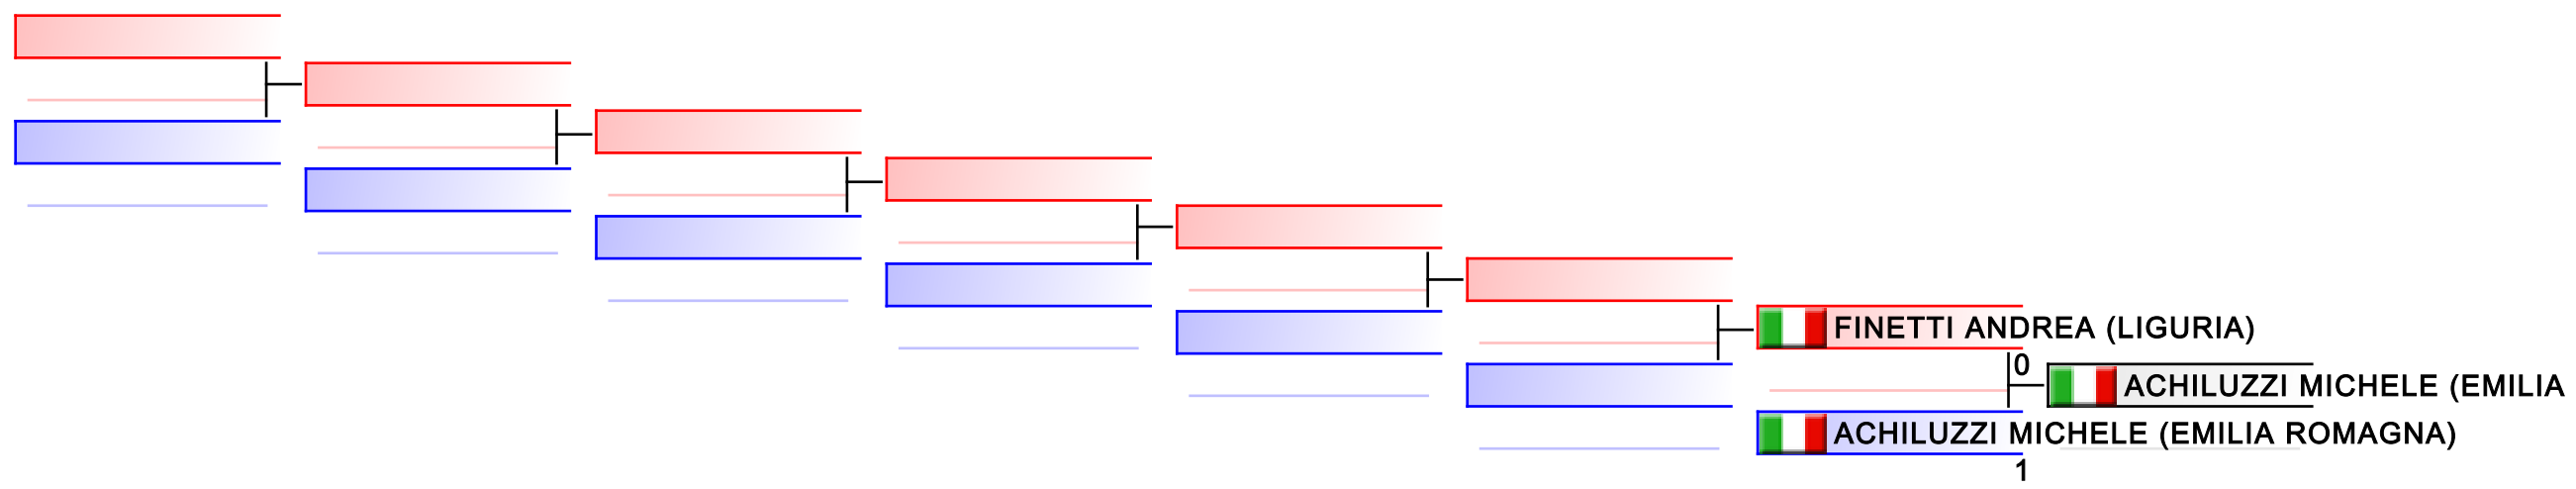 FINETTI ANDREA (LIGURIA)
0
ACHILUZZI MICHELE (EMILIA
ACHILUZZI MICHELE (EMILIA ROMAGNA)
1